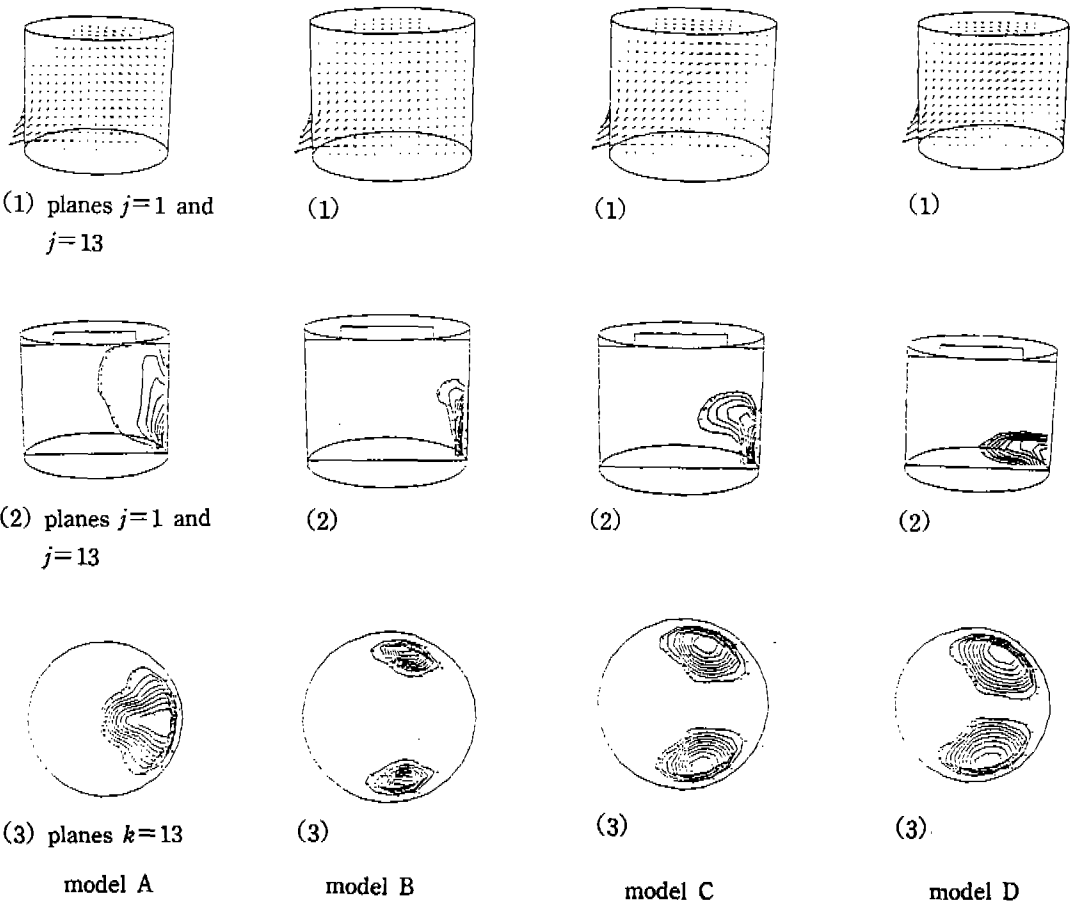 (1) planes j=1 and
j=13
(1)
(1)
(1)
(2) planes j=1 and
j=13
(2)
(2)
(2)
(3) planes k=13
(3)
(3)
(3)
model A
model B
model C
model D